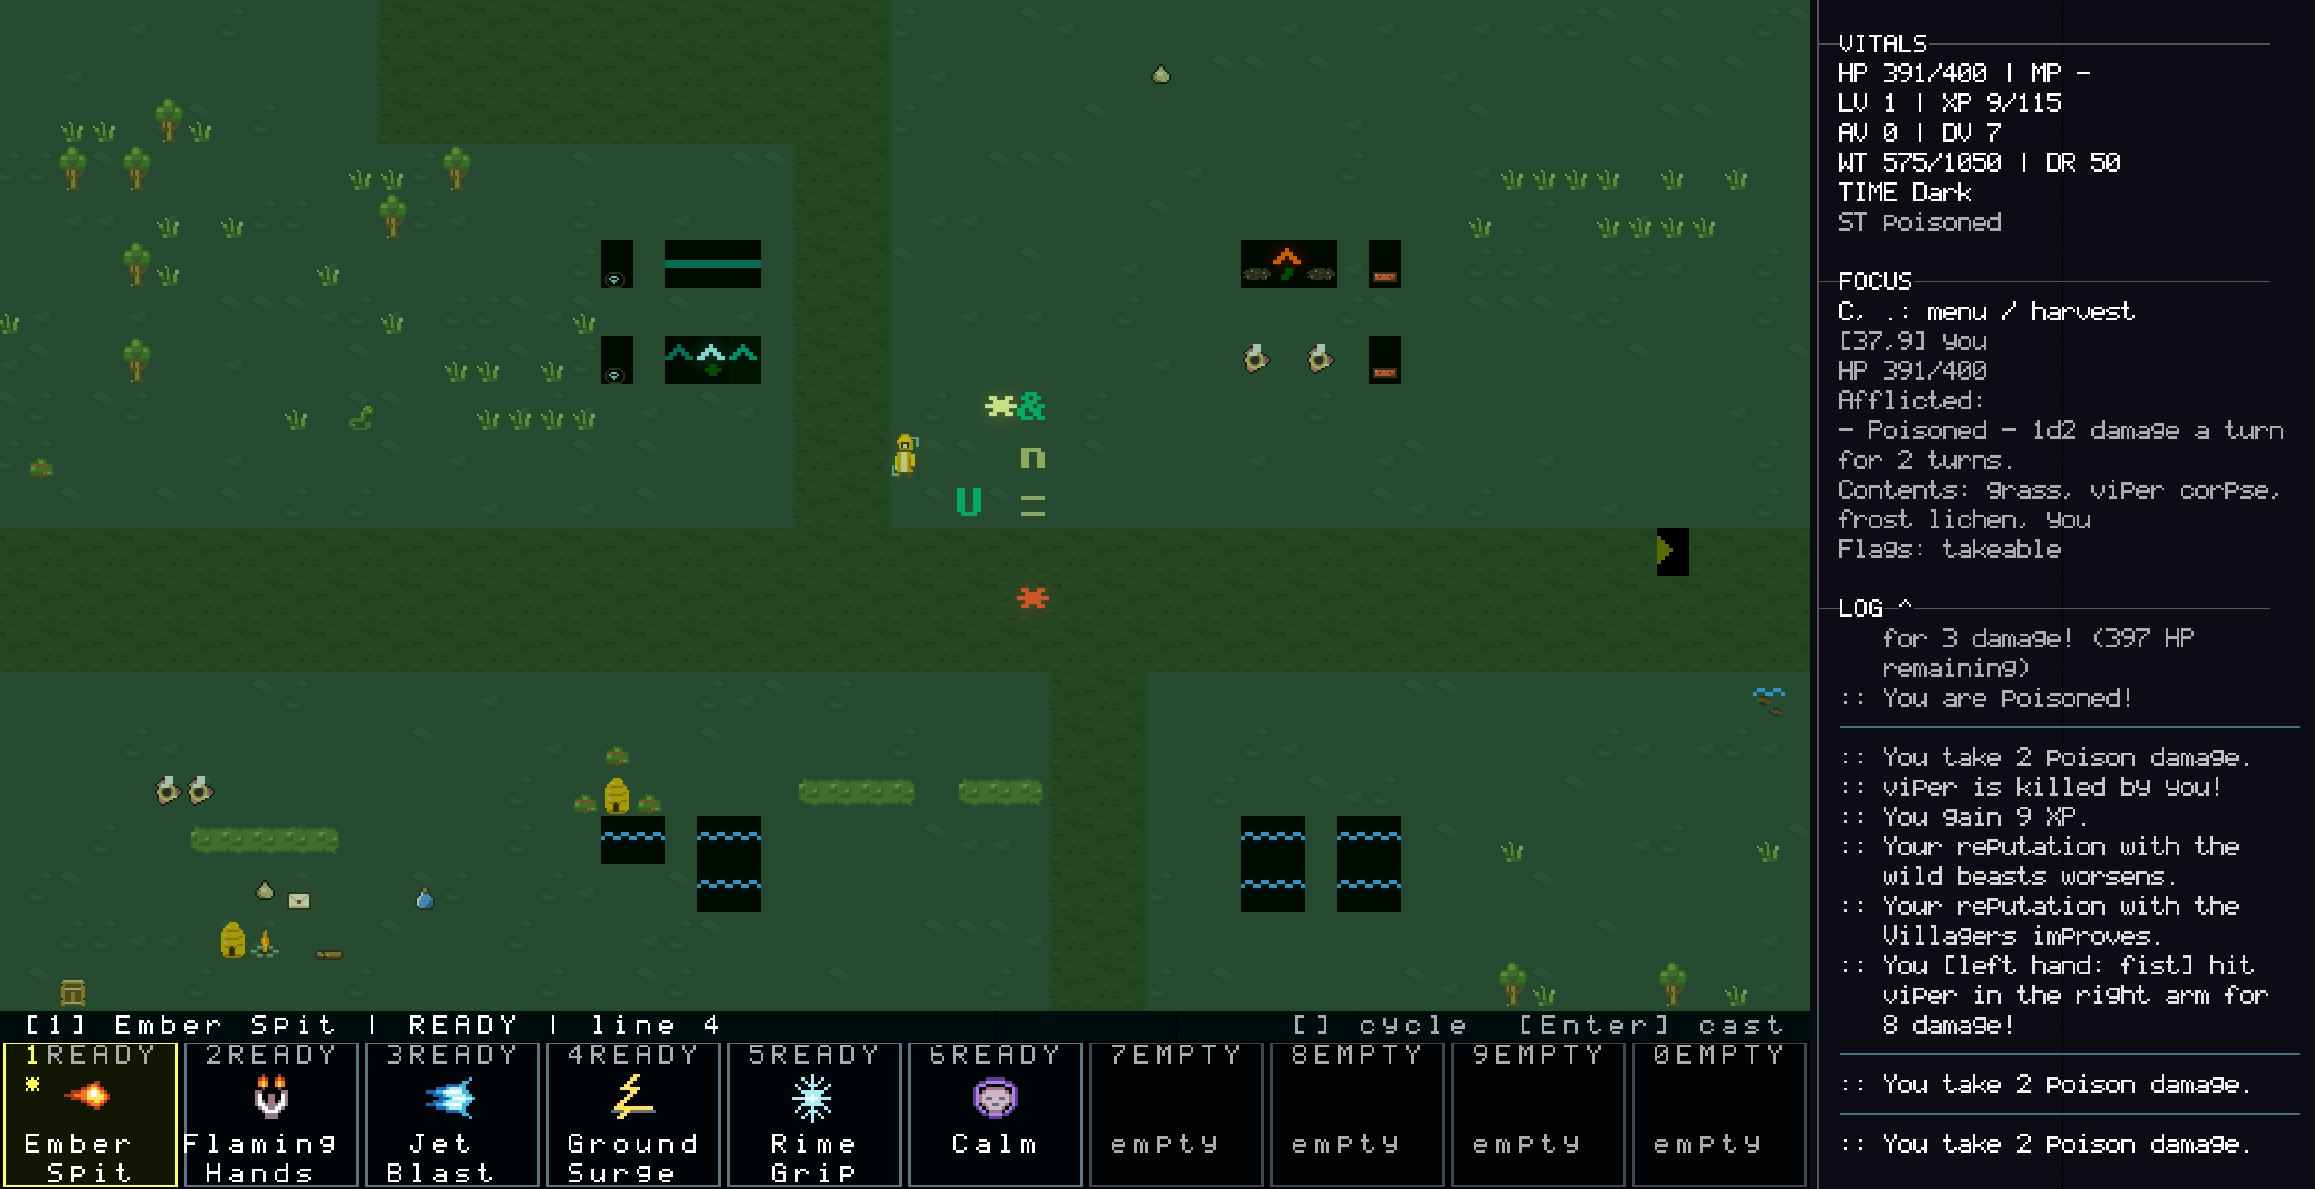 VITALS
HP 391/400 | MP -
LV 1 | XP 9/115
AV 0 | DV 7
WT 575/1050 | DR 50
TIME Dark
ST Poisoned
FOCUS
C, .: menu / harvest
[37,9] you
HP 391/400
Afflicted:
- Poisoned - 1d2 damage a turn
for 2 turns.
Contents: grass, viper corpse,
frost lichen, you
Flags: takeable
LOG ^
for 3 damage! (397 HP
remaining)
:: You are poisoned!
:: You take 2 poison damage.
:: viper is killed by you!
:: You gain 9 XP.
:: Your reputation with the
wild beasts worsens.
:: Your reputation with the
Villagers improves.
:: You [left hand: fist] hit
viper in the right arm for
8 damage!
:: You take 2 poison damage.
:: You take 2 poison damage.
&
n
U
=
[1] Ember Spit | READY | line 4
[] cycle [Enter] cast
1READY
2READY
3READY
4READY
5READY
6READY
7EMPTY
8EMPTY
9EMPTY
0EMPTY
Ember
Spit
Flaming
Hands
Jet
Blast
Ground
Surge
Rime
Grip
Calm
empty
empty
empty
empty